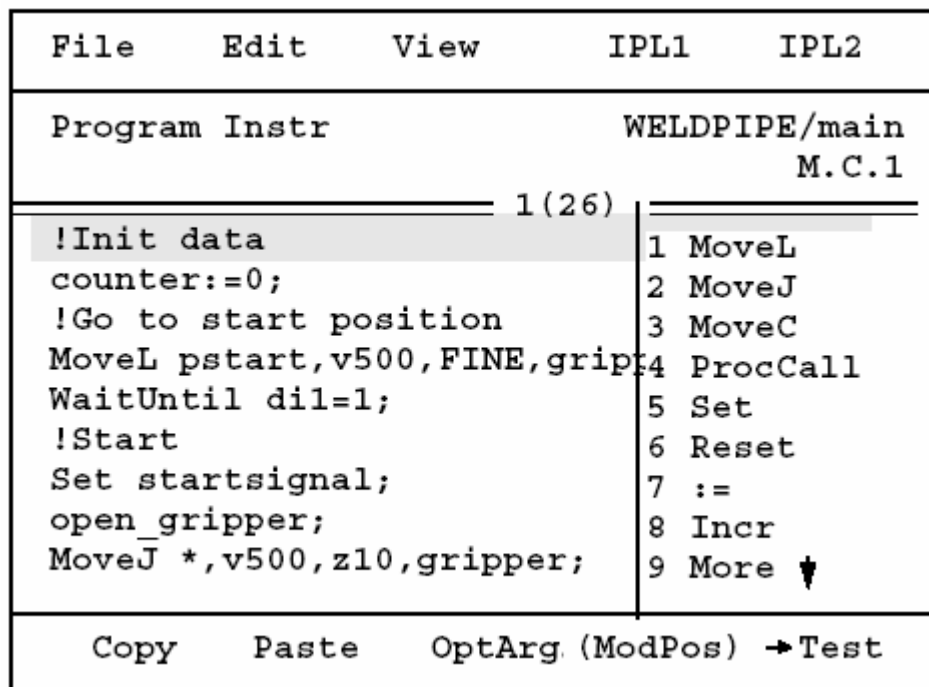 File Edit View IPL1 IPL2
Program Instr WELDPIPE/main
M.C.1
1(26)
!Init data
counter:=0;
!Go to start position
MoveL pstart,v500,FINE,grip
WaitUntil di1=1;
!Start
Set startsignal;
open_gripper;
MoveJ *,v500,z10,gripper;
1 MoveL
2 MoveJ
3 MoveC
4 ProcCall
5 Set
6 Reset
7 :=
8 Incr
9 More
Copy Paste OptArg (ModPos) → Test